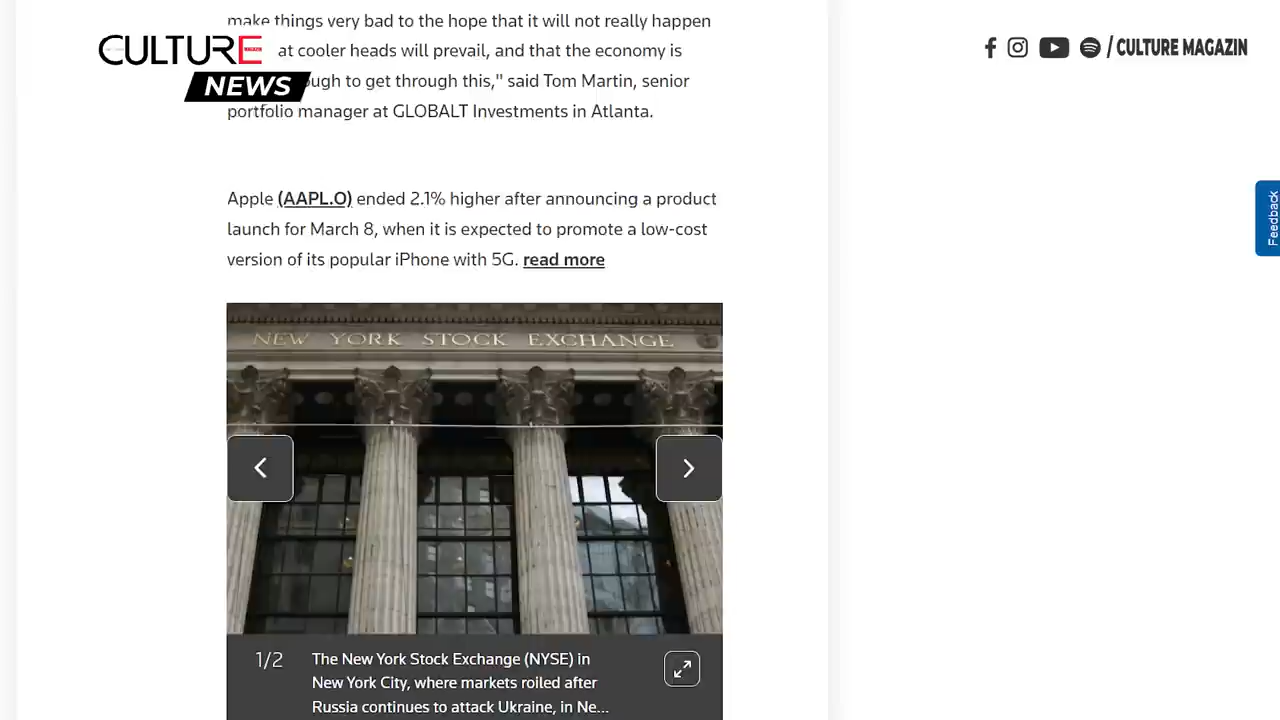 make things very bad to the hope that it will not really happen
CULTURE
NEWS
at cooler heads will prevail, and that the economy is
ough to get through this," said Tom Martin, senior
portfolio manager at GLOBALT Investments in Atlanta.
/ CULTURE MAGAZIN
Feedback
Apple (AAPL.O) ended 2.1% higher after announcing a product
launch for March 8, when it is expected to promote a low-cost
version of its popular iPhone with 5G. read more
NEW YORK STOCK EXCHANGE
1/2
The New York Stock Exchange (NYSE) in
New York City, where markets roiled after
Russia continues to attack Ukraine, in Ne...